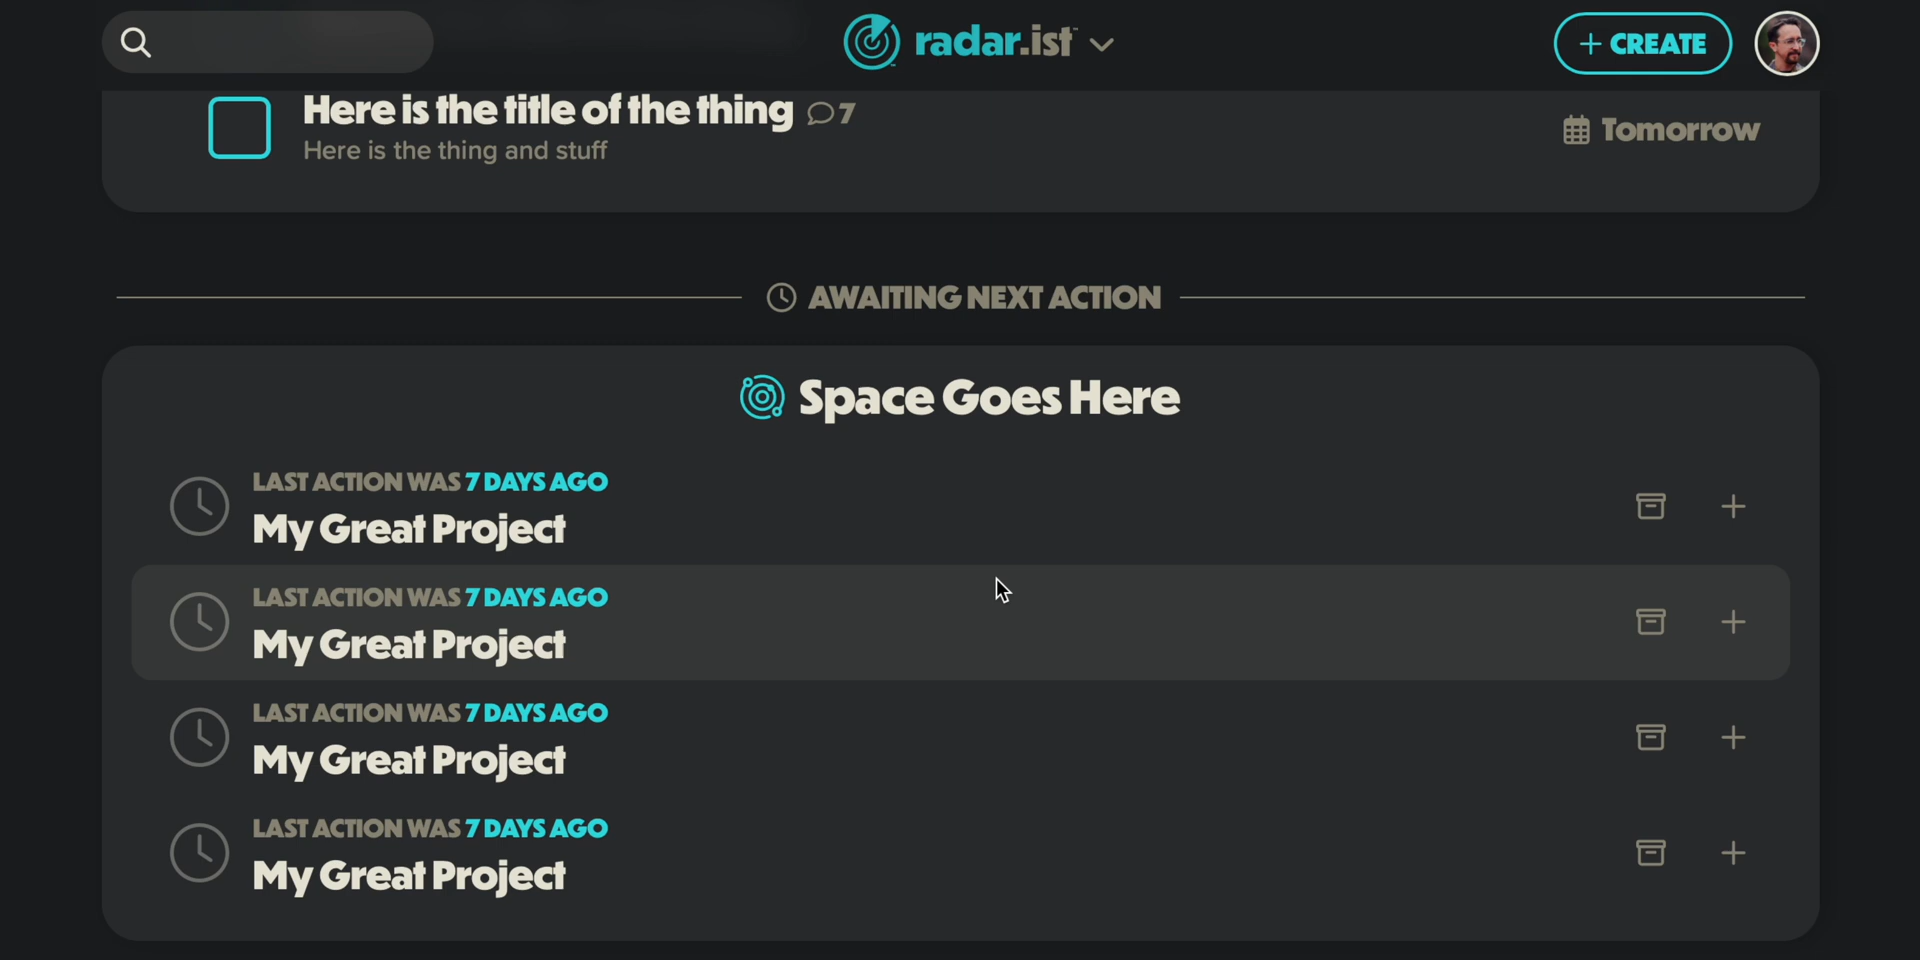 radar.ist™
+ CREATE
Here is the title of the thing 7
Tomorrow
Here is the thing and stuff
AWAITING NEXT ACTION
Space Goes Here
LAST ACTION WAS 7 DAYS AGO
My Great Project
LAST ACTION WAS 7 DAYS AGO
My Great Project
LAST ACTION WAS 7 DAYS AGO
My Great Project
LAST ACTION WAS 7 DAYS AGO
My Great Project